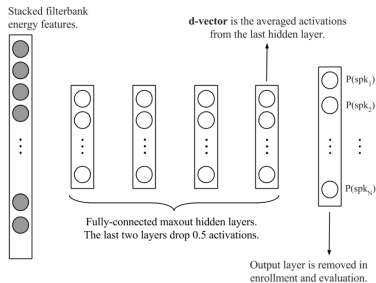 Stacked filterbank
energy features.
d-vector is the averaged activations
from the last hidden layer.
P(spk1)
P(spk2)
P(spkN)
Fully-connected maxout hidden layers.
The last two layers drop 0.5 activations.
Output layer is removed in
enrollment and evaluation.